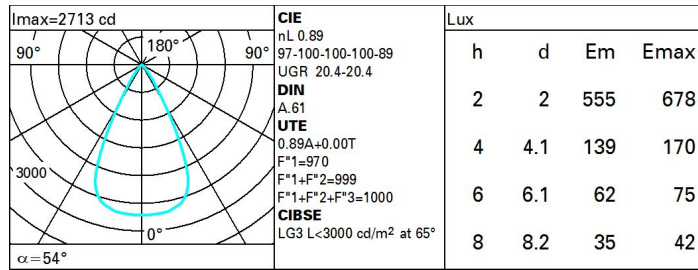 Imax=2713 cd
90° 180° 90°
3000
0°
α=54°
CIE
nL 0.89
97-100-100-100-89
UGR 20.4-20.4
DIN
A.61
UTE
0.89A+0.00T
F"1=970
F"1+F"2=999
F"1+F"2+F"3=1000
CIBSE
LG3 L<3000 cd/m² at 65°
Lux
h d Em Emax
2 2 555 678
4 4.1 139 170
6 6.1 62 75
8 8.2 35 42